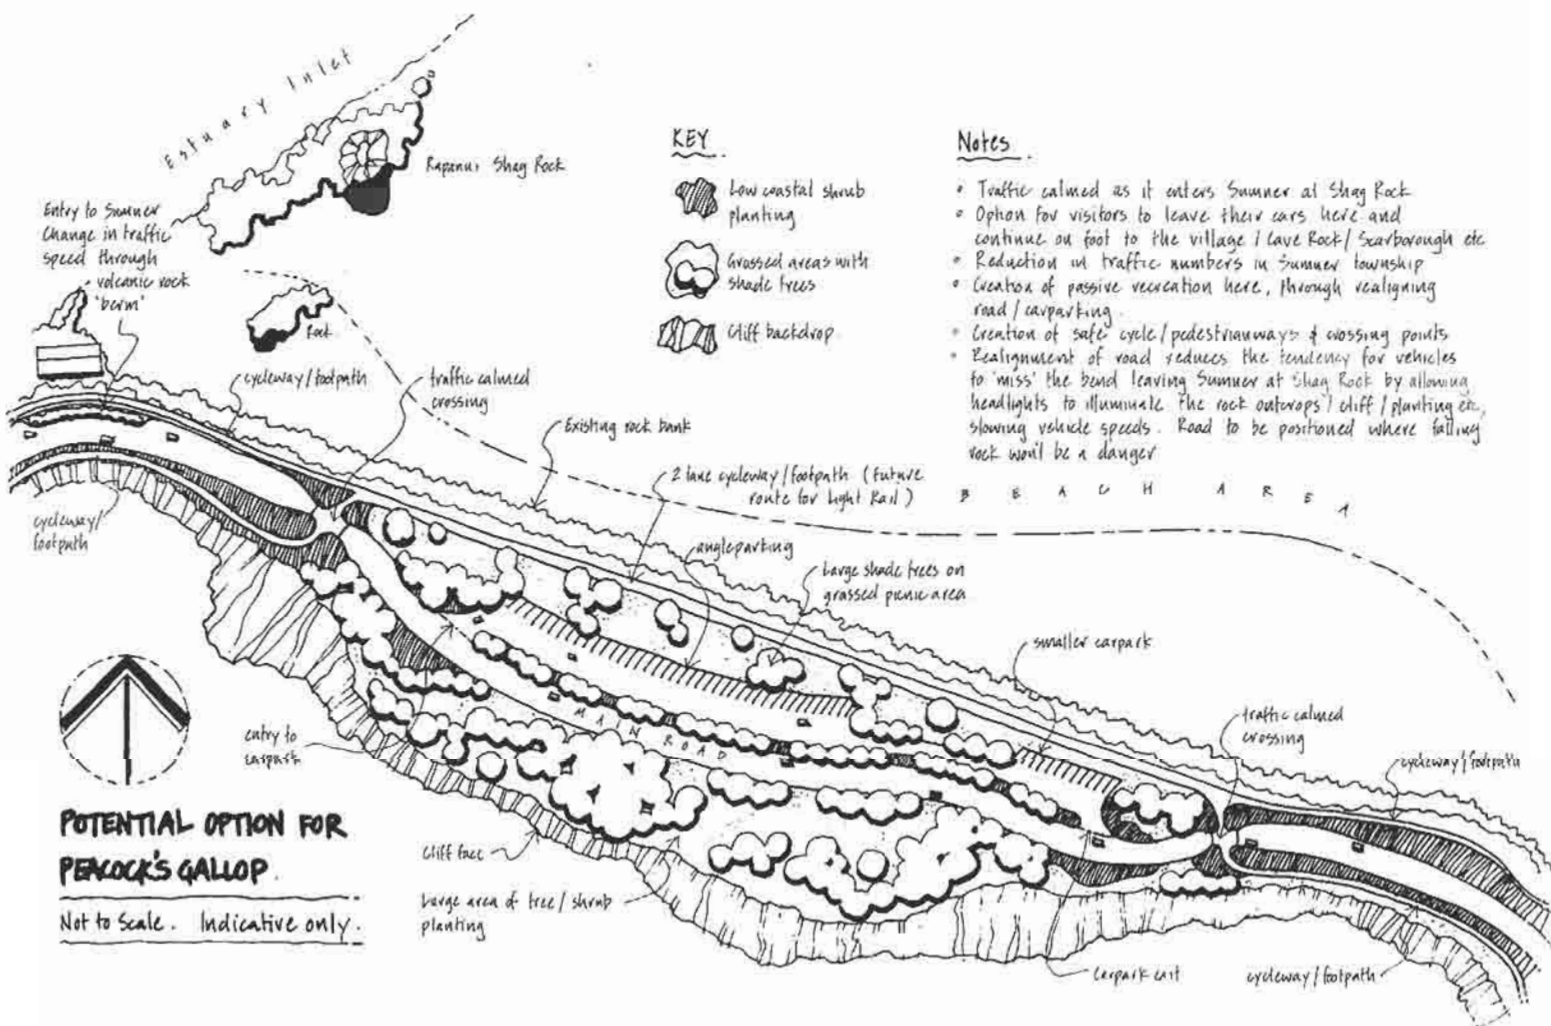 Estuary Inlet
Rapanui Shag Rock
Entry to Sumner
Change in traffic
speed through
volcanic rock
'berm'
Rock
KEY
Low coastal shrub
planting
Grassed areas with
shade trees
Cliff backdrop
Notes
• Traffic calmed as it enters Sumner at Shag Rock
• Option for visitors to leave their cars here and
continue on foot to the village / Cave Rock / Scarborough etc
• Reduction in traffic numbers in Sumner township
• Creation of passive recreation here, through realigning
road / carparking.
• Creation of safe cycle/pedestrianways & crossing points
• Realignment of road reduces the tendency for vehicles
to 'miss' the bend leaving Sumner at Shag Rock by allowing
headlights to illuminate the rock outcrops / cliff / planting etc,
slowing vehicle speeds. Road to be positioned where falling
rock won't be a danger
cycleway/footpath
traffic calmed
crossing
Existing rock bank
2 lane cycleway/footpath (future
route for Light Rail)
BEACH AREA
cycleway/
footpath
angleparking
Large shade trees on
grassed picnic area
smaller carpark
traffic calmed
crossing
cycleway/footpath
MAIN ROAD
entry to
carpark
POTENTIAL OPTION FOR
PEACOCK'S GALLOP.
Not to Scale. Indicative only.
Cliff face
Large area of tree/shrub
planting
Carpark exit
cycleway/footpath